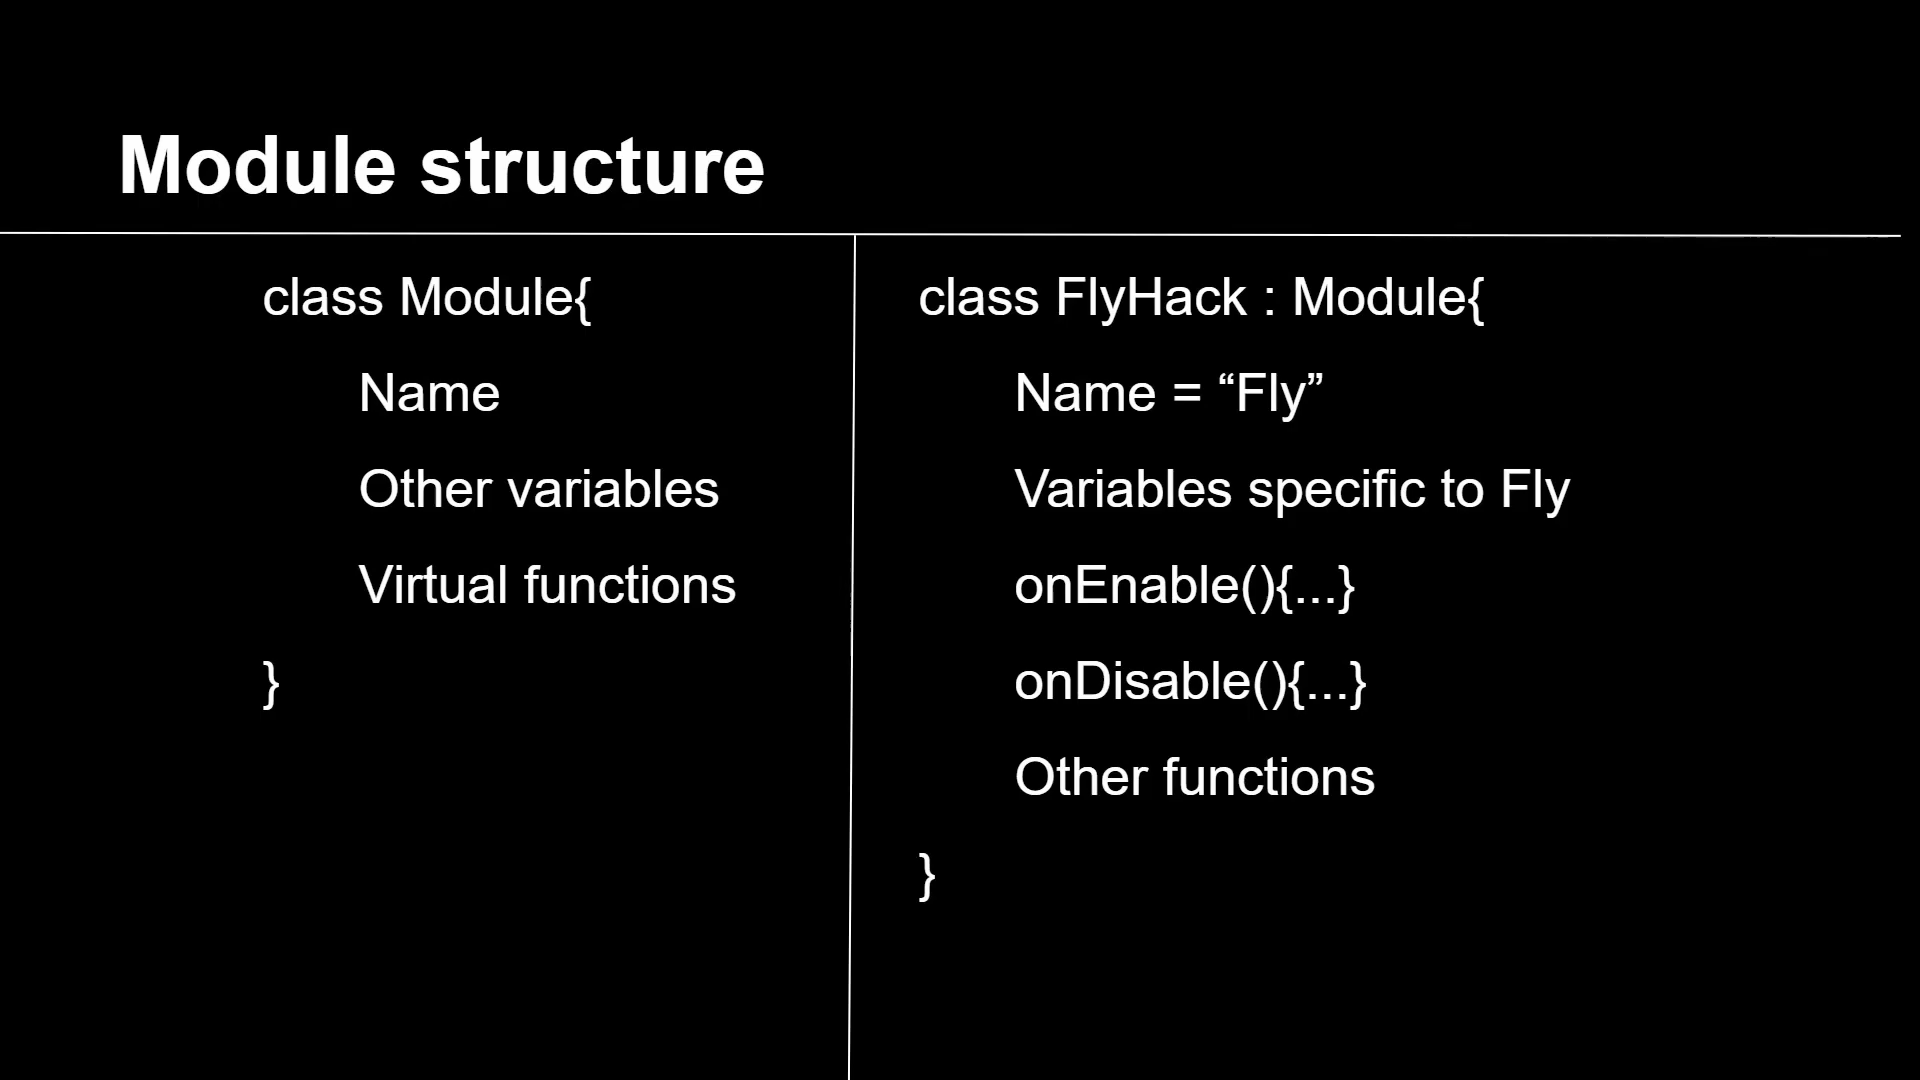 Module structure
class Module{
Name
Other variables
Virtual functions
}
class FlyHack : Module{
Name = “Fly”
Variables specific to Fly
onEnable(){...}
onDisable(){...}
Other functions
}